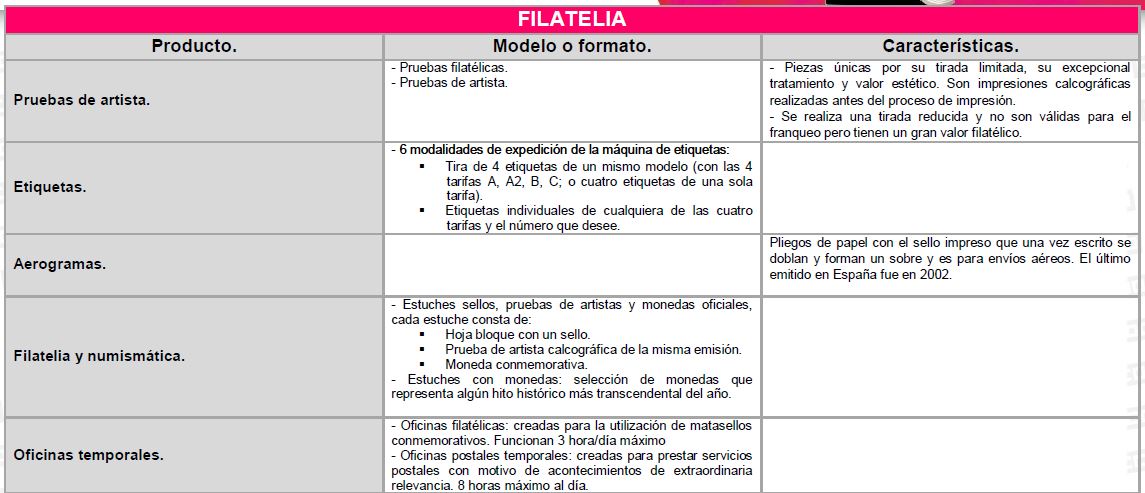 FILATELIA
Producto.
Modelo o formato.
Características.
Pruebas de artista.
- Pruebas filatélicas.
- Pruebas de artista.
- Piezas únicas por su tirada limitada, su excepcional
tratamiento y valor estético. Son impresiones calcográficas
realizadas antes del proceso de impresión.
- Se realiza una tirada reducida y no son válidas para el
franqueo pero tienen un gran valor filatélico.
Etiquetas.
- 6 modalidades de expedición de la máquina de etiquetas:
▪ Tira de 4 etiquetas de un mismo modelo (con las 4
tarifas A, A2, B, C; o cuatro etiquetas de una sola
tarifa).
▪ Etiquetas individuales de cualquiera de las cuatro
tarifas y el número que desee.
Aerogramas.
Pliegos de papel con el sello impreso que una vez escrito se
doblan y forman un sobre y es para envíos aéreos. El último
emitido en España fue en 2002.
Filatelia y numismática.
- Estuches sellos, pruebas de artistas y monedas oficiales,
cada estuche consta de:
▪ Hoja bloque con un sello.
▪ Prueba de artista calcográfica de la misma emisión.
▪ Moneda conmemorativa.
- Estuches con monedas: selección de monedas que
representa algún hito histórico más transcendental del año.
Oficinas temporales.
- Oficinas filatélicas: creadas para la utilización de matasellos
conmemorativos. Funcionan 3 hora/día máximo
- Oficinas postales temporales: creadas para prestar servicios
postales con motivo de acontecimientos de extraordinaria
relevancia. 8 horas máximo al día.